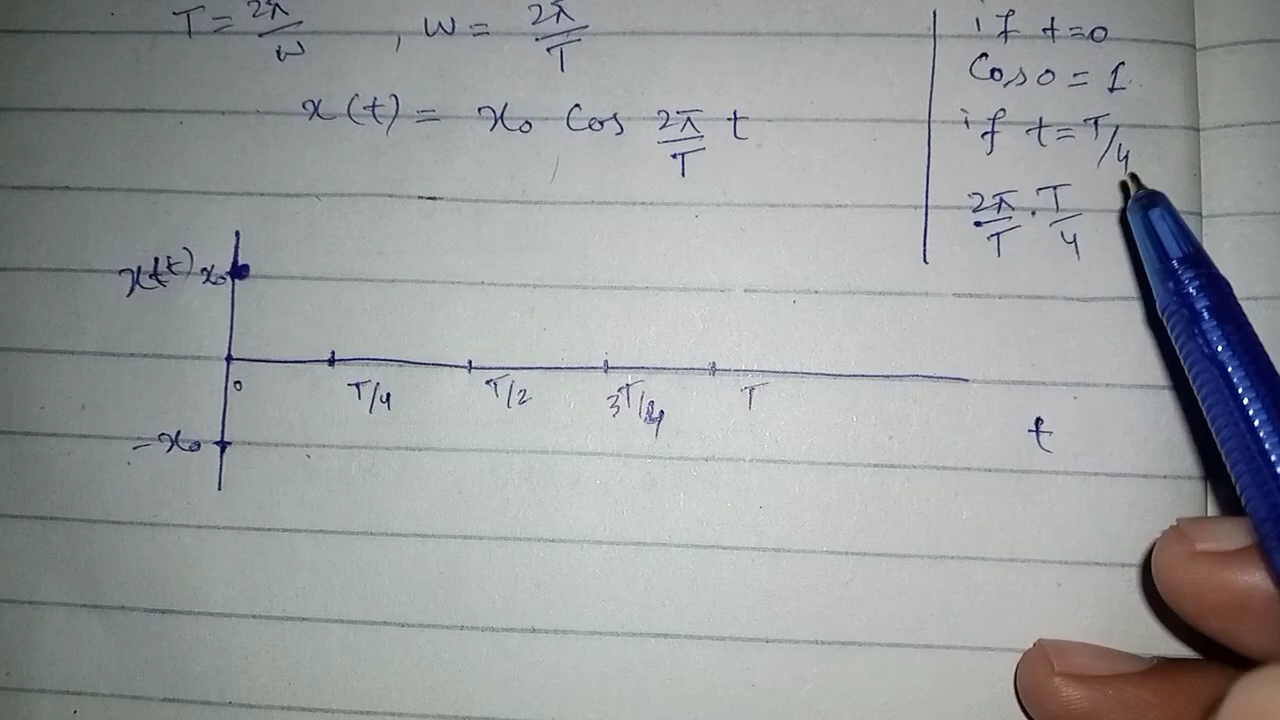 T = 2π/w , w = 2π/T
x(t) = x₀ cos 2π/T t
if t=0
Cos 0 = 1
if t = T/4
2π/T · T/4
x(t) x₀
0 T/4 T/2 3T/4 T
t
-x₀